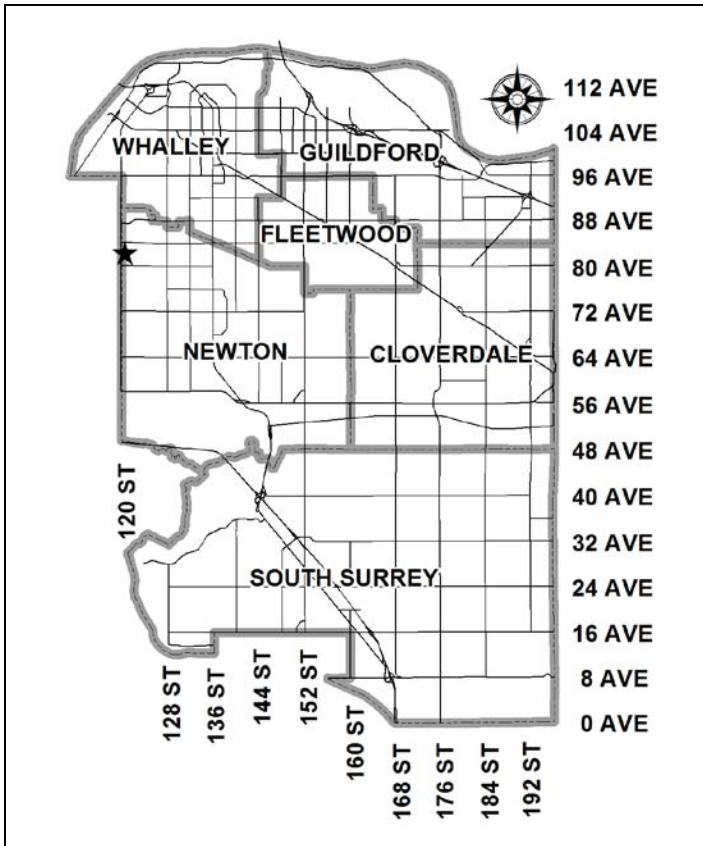 112 AVE
104 AVE
WHALLEY
GUILDFORD
96 AVE
88 AVE
FLEETWOOD
80 AVE
72 AVE
NEWTON
CLOVERDALE
64 AVE
56 AVE
48 AVE
120 ST
40 AVE
32 AVE
SOUTH SURREY
24 AVE
16 AVE
8 AVE
0 AVE
128 ST
136 ST
144 ST
152 ST
160 ST
168 ST
176 ST
184 ST
192 ST